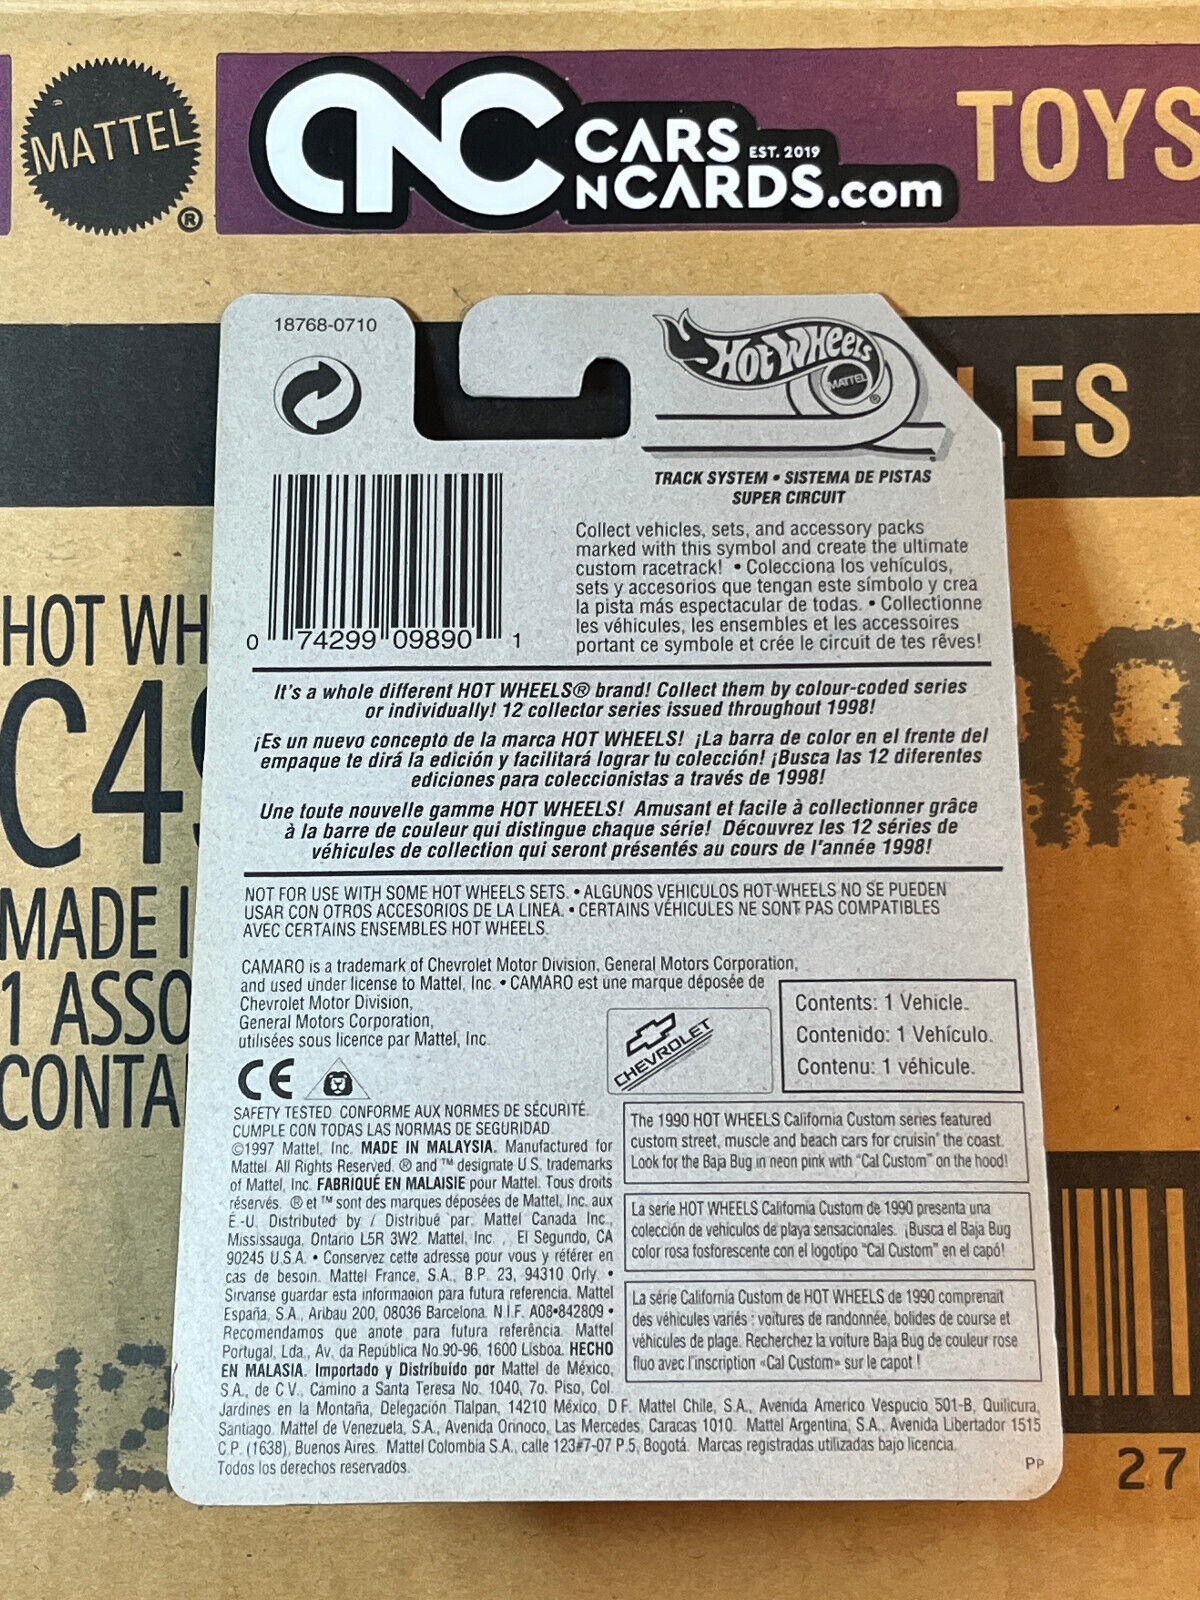 MATTEL
®
CNC
CARS
EST. 2019
N CARDS.com
TOYS
LES
HOT WH
C4
MADE I
1 ASSO
CONTA
27
18768-0710
HOT WHEELS
MATTEL
®
TRACK SYSTEM • SISTEMA DE PISTAS
SUPER CIRCUIT
Collect vehicles, sets, and accessory packs
marked with this symbol and create the ultimate
custom racetrack! • Colecciona los vehículos,
sets y accesorios que tengan este símbolo y crea
la pista más espectacular de todas. • Collectionne
les véhicules, les ensembles et les accessoires
portant ce symbole et crée le circuit de tes rêves!
0 74299 09890 1
It's a whole different HOT WHEELS® brand! Collect them by colour-coded series
or individually! 12 collector series issued throughout 1998!
¡Es un nuevo concepto de la marca HOT WHEELS! ¡La barra de color en el frente del
empaque te dirá la edición y facilitará lograr tu colección! ¡Busca las 12 diferentes
ediciones para coleccionistas a través de 1998!
Une toute nouvelle gamme HOT WHEELS! Amusant et facile à collectionner grâce
à la barre de couleur qui distingue chaque série! Découvrez les 12 séries de
véhicules de collection qui seront présentés au cours de l'année 1998!
NOT FOR USE WITH SOME HOT WHEELS SETS. • ALGUNOS VEHICULOS HOT WHEELS NO SE PUEDEN
USAR CON OTROS ACCESORIOS DE LA LINEA. • CERTAINS VÉHICULES NE SONT PAS COMPATIBLES
AVEC CERTAINS ENSEMBLES HOT WHEELS.
CAMARO is a trademark of Chevrolet Motor Division, General Motors Corporation,
and used under license to Mattel, Inc. • CAMARO est une marque déposée de
Chevrolet Motor Division,
General Motors Corporation,
utilisées sous licence par Mattel, Inc.
CHEVROLET
Contents: 1 Vehicle.
Contenido: 1 Vehículo.
Contenu: 1 véhicule.
CE
SAFETY TESTED. CONFORME AUX NORMES DE SÉCURITÉ.
CUMPLE CON TODAS LAS NORMAS DE SEGURIDAD.
©1997 Mattel, Inc. MADE IN MALAYSIA. Manufactured for
Mattel. All Rights Reserved. ® and ™ designate U.S. trademarks
of Mattel, Inc. FABRIQUÉ EN MALAISIE pour Mattel. Tous droits
réservés. ® et ™ sont des marques déposées de Mattel, Inc. aux
É.-U. Distributed by / Distribué par: Mattel Canada Inc.,
Mississauga, Ontario L5R 3W2. Mattel, Inc., El Segundo, CA
90245 U.S.A. • Conservez cette adresse pour vous y référer en
cas de besoin. Mattel France, S.A., B.P. 23, 94310 Orly. •
Sirvanse guardar esta informacion para futura referencia. Mattel
España, S.A., Aribau 200, 08036 Barcelona. N.I.F. A08•842809 •
Recomendamos que anote para futura referência. Mattel
Portugal, Lda., Av. da República No.90-96, 1600 Lisboa. HECHO
EN MALASIA. Importado y Distribuido por Mattel de México,
S.A., de C.V., Camino a Santa Teresa No. 1040, 7o. Piso, Col.
Jardines en la Montaña, Delegación Tlalpan, 14210 México, D.F. Mattel Chile, S.A., Avenida Americo Vespucio 501-B, Quilicura,
Santiago. Mattel de Venezuela, S.A., Avenida Orinoco, Las Mercedes, Caracas 1010. Mattel Argentina, S.A., Avenida Libertador 1515
C.P. (1638), Buenos Aires. Mattel Colombia S.A., calle 123#7-07 P.5, Bogotá. Marcas registradas utilizadas bajo licencia.
Todos los derechos reservados.
The 1990 HOT WHEELS California Custom series featured
custom street, muscle and beach cars for cruisin' the coast.
Look for the Baja Bug in neon pink with "Cal Custom" on the hood!
La serie HOT WHEELS California Custom de 1990 presenta una
colección de vehiculos de playa sensacionales. ¡Busca el Baja Bug
color rosa fosforescente con el logotipo "Cal Custom" en el capó!
La série California Custom de HOT WHEELS de 1990 comprenait
des véhicules variés : voitures de randonnée, bolides de course et
véhicules de plage. Recherchez la voiture Baja Bug de couleur rose
fluo avec l'inscription «Cal Custom» sur le capot !
PP